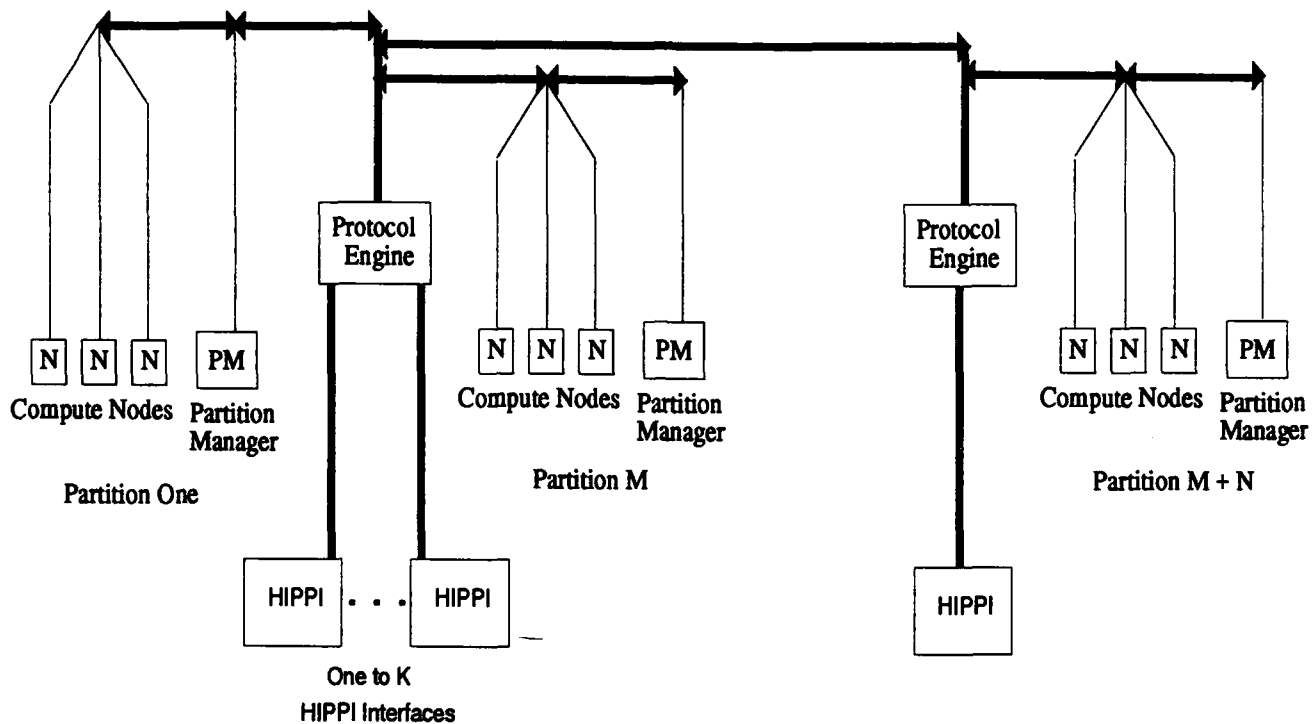 Protocol
Engine
Protocol
Engine
N N N PM
Compute Nodes
Partition
Manager
Partition One
N N N PM
Compute Nodes
Partition
Manager
Partition M
N N N PM
Compute Nodes
Partition
Manager
Partition M + N
HIPPI . . . HIPPI
One to K
HIPPI Interfaces
HIPPI